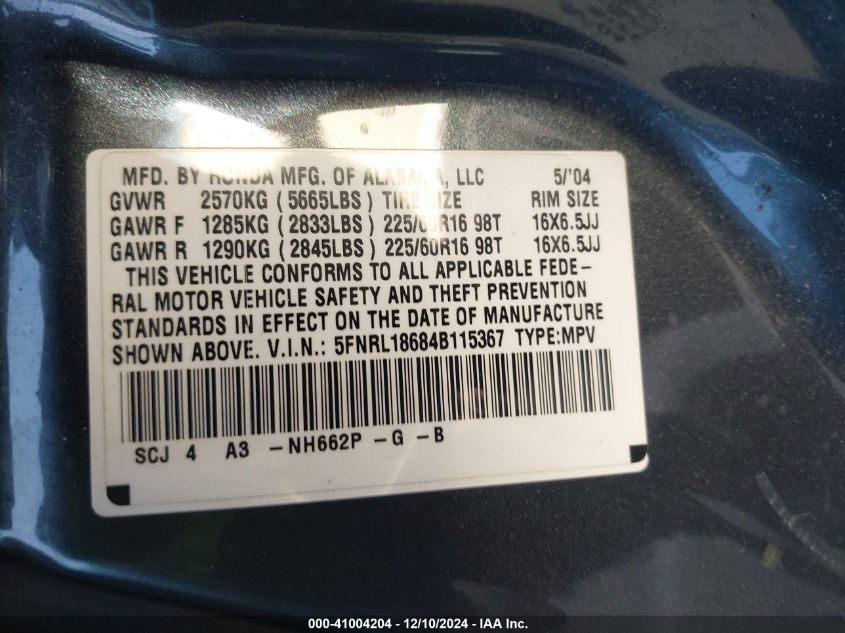 MFD. BY HONDA MFG. OF ALABAMA, LLC 5/'04
GVWR 2570KG (5665LBS) TIRE SIZE RIM SIZE
GAWR F 1285KG (2833LBS) 225/60R16 98T 16X6.5JJ
GAWR R 1290KG (2845LBS) 225/60R16 98T 16X6.5JJ
THIS VEHICLE CONFORMS TO ALL APPLICABLE FEDE-
RAL MOTOR VEHICLE SAFETY AND THEFT PREVENTION
STANDARDS IN EFFECT ON THE DATE OF MANUFACTURE
SHOWN ABOVE. V.I.N.: 5FNRL18684B115367 TYPE:MPV
SCJ 4 A3 -NH662P -G -B
000-41004204 - 12/10/2024 - IAA Inc.